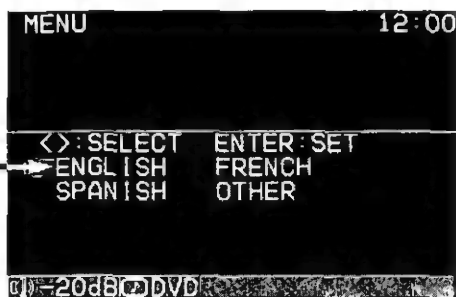 MENU 12:00
<>:SELECT ENTER:SET
ENGLISH FRENCH
SPANISH OTHER
-20dB DVD